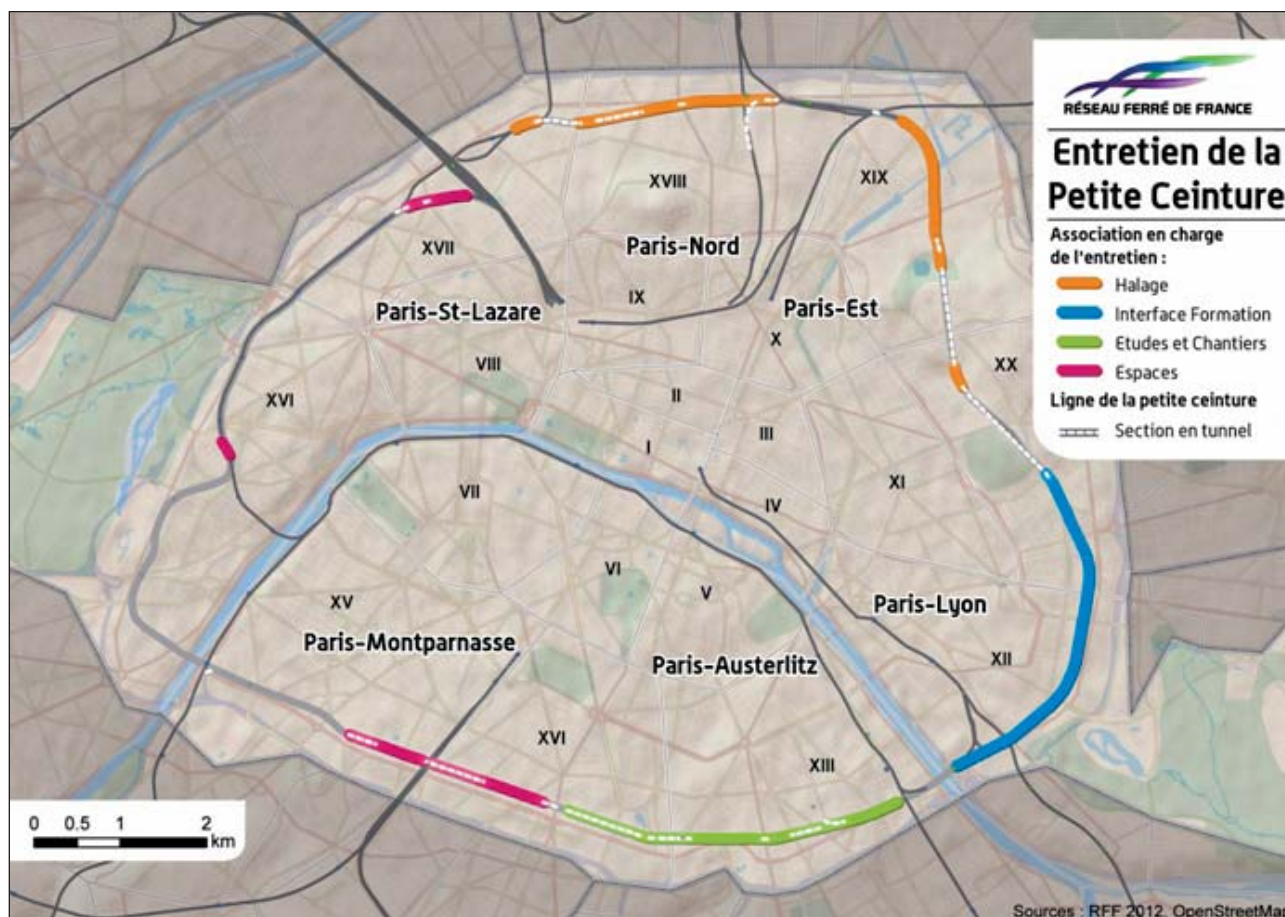 RÉSEAU FERRÉ DE FRANCE
Entretien de la
Petite Ceinture
Association en charge
de l'entretien :
Halage
Interface Formation
Etudes et Chantiers
Espaces
Ligne de la petite ceinture
Section en tunnel
XVIII
XIX
XVII
Paris-Nord
IX
Paris-St-Lazare
Paris-Est
X
VIII
XX
XVI
II
I
III
VII
XI
IV
VI
V
XV
Paris-Lyon
Paris-Montparnasse
Paris-Austerlitz
XII
XVI
XIII
0 0.5 1 2
km
Sources : RFF 2012, OpenStreetMap